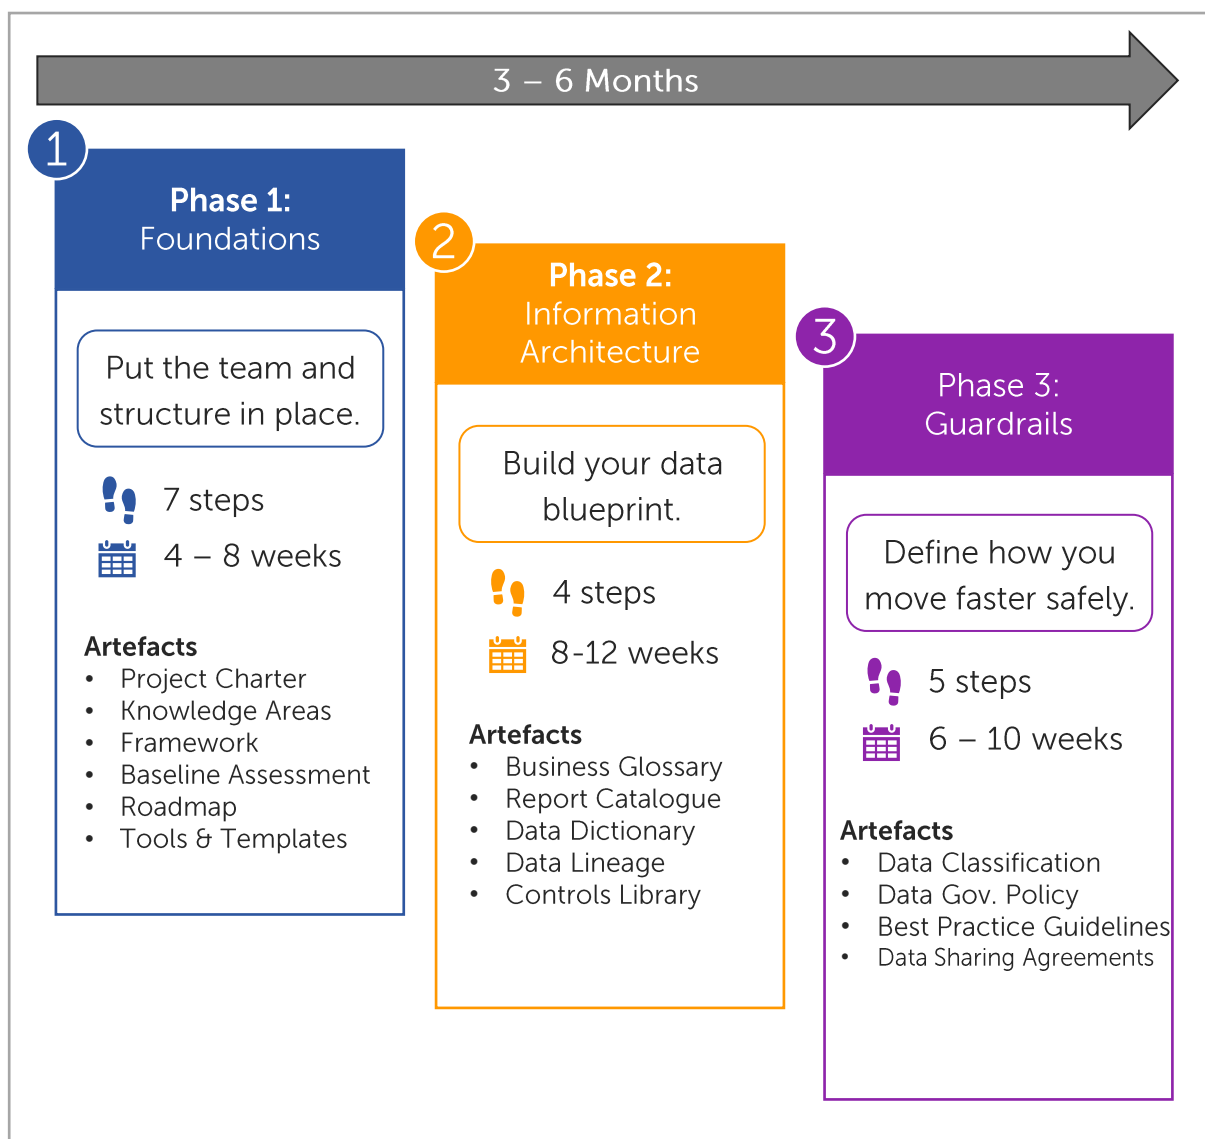 3 – 6 Months
1
Phase 1:
Foundations
Put the team and
structure in place.
7 steps
4 – 8 weeks
Artefacts
• Project Charter
• Knowledge Areas
• Framework
• Baseline Assessment
• Roadmap
• Tools & Templates
2
Phase 2:
Information
Architecture
Build your data
blueprint.
4 steps
8-12 weeks
Artefacts
• Business Glossary
• Report Catalogue
• Data Dictionary
• Data Lineage
• Controls Library
3
Phase 3:
Guardrails
Define how you
move faster safely.
5 steps
6 – 10 weeks
Artefacts
• Data Classification
• Data Gov. Policy
• Best Practice Guidelines
• Data Sharing Agreements